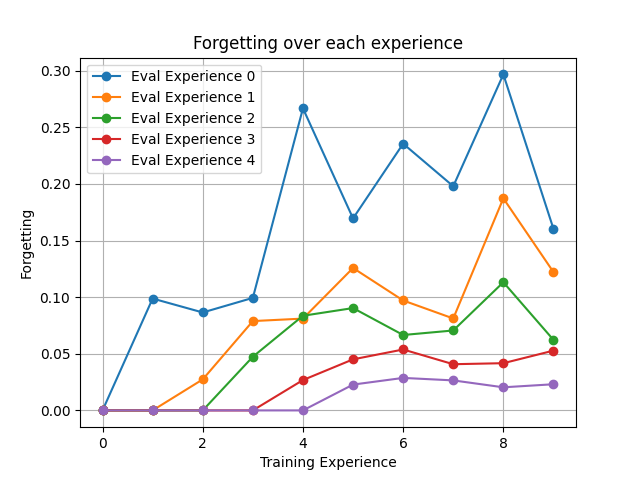 Forgetting over each experience
Eval Experience 0
Eval Experience 1
Eval Experience 2
Eval Experience 3
Eval Experience 4
0.30
0.25
0.20
0.15
0.10
0.05
0.00
Forgetting
0 2 4 6 8
Training Experience